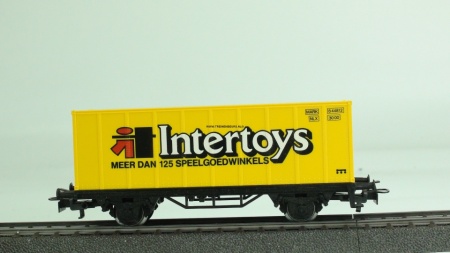 Intertoys
MEER DAN 125 SPEELGOEDWINKELS